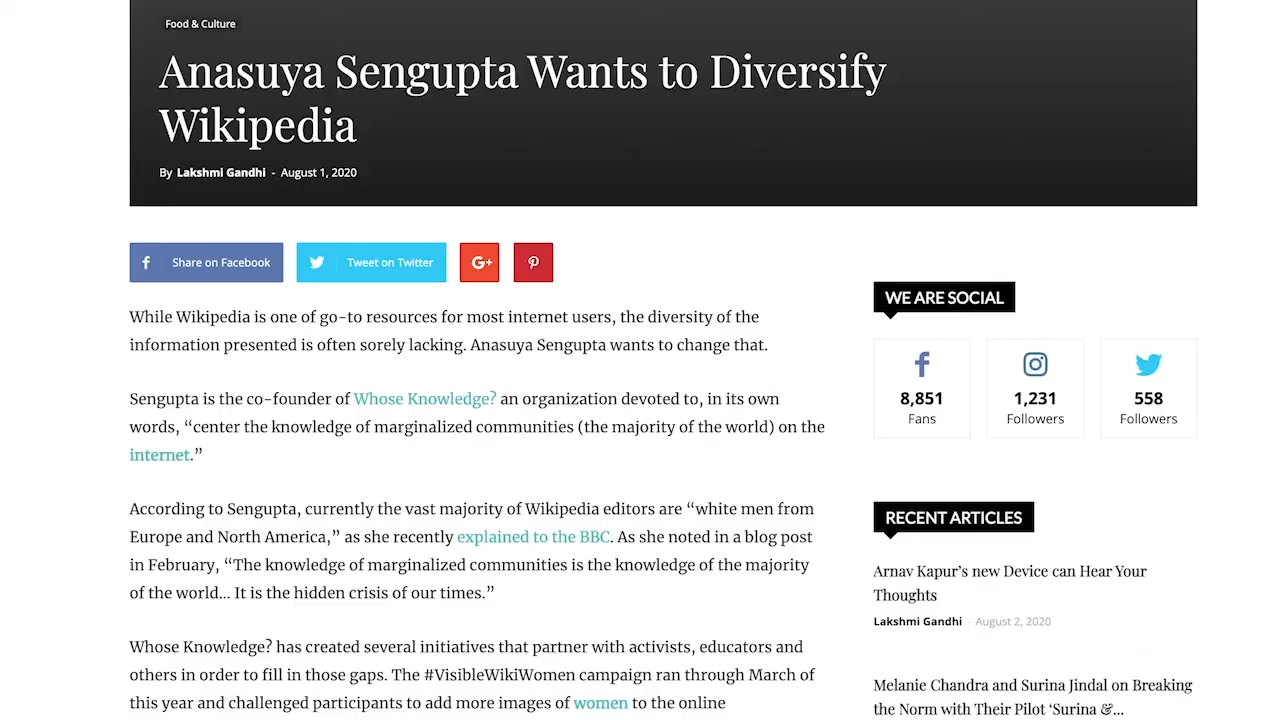 Food & Culture
Anasuya Sengupta Wants to Diversify
Wikipedia
By Lakshmi Gandhi - August 1, 2020
Share on Facebook
Tweet on Twitter
G+
While Wikipedia is one of go-to resources for most internet users, the diversity of the
information presented is often sorely lacking. Anasuya Sengupta wants to change that.
Sengupta is the co-founder of Whose Knowledge? an organization devoted to, in its own
words, “center the knowledge of marginalized communities (the majority of the world) on the
internet.”
According to Sengupta, currently the vast majority of Wikipedia editors are “white men from
Europe and North America,” as she recently explained to the BBC. As she noted in a blog post
in February, “The knowledge of marginalized communities is the knowledge of the majority
of the world... It is the hidden crisis of our times.”
Whose Knowledge? has created several initiatives that partner with activists, educators and
others in order to fill in those gaps. The #VisibleWikiWomen campaign ran through March of
this year and challenged participants to add more images of women to the online
WE ARE SOCIAL
8,851
Fans
1,231
Followers
558
Followers
RECENT ARTICLES
Arnav Kapur’s new Device can Hear Your
Thoughts
Lakshmi Gandhi - August 2, 2020
Melanie Chandra and Surina Jindal on Breaking
the Norm with Their Pilot ‘Surina &...